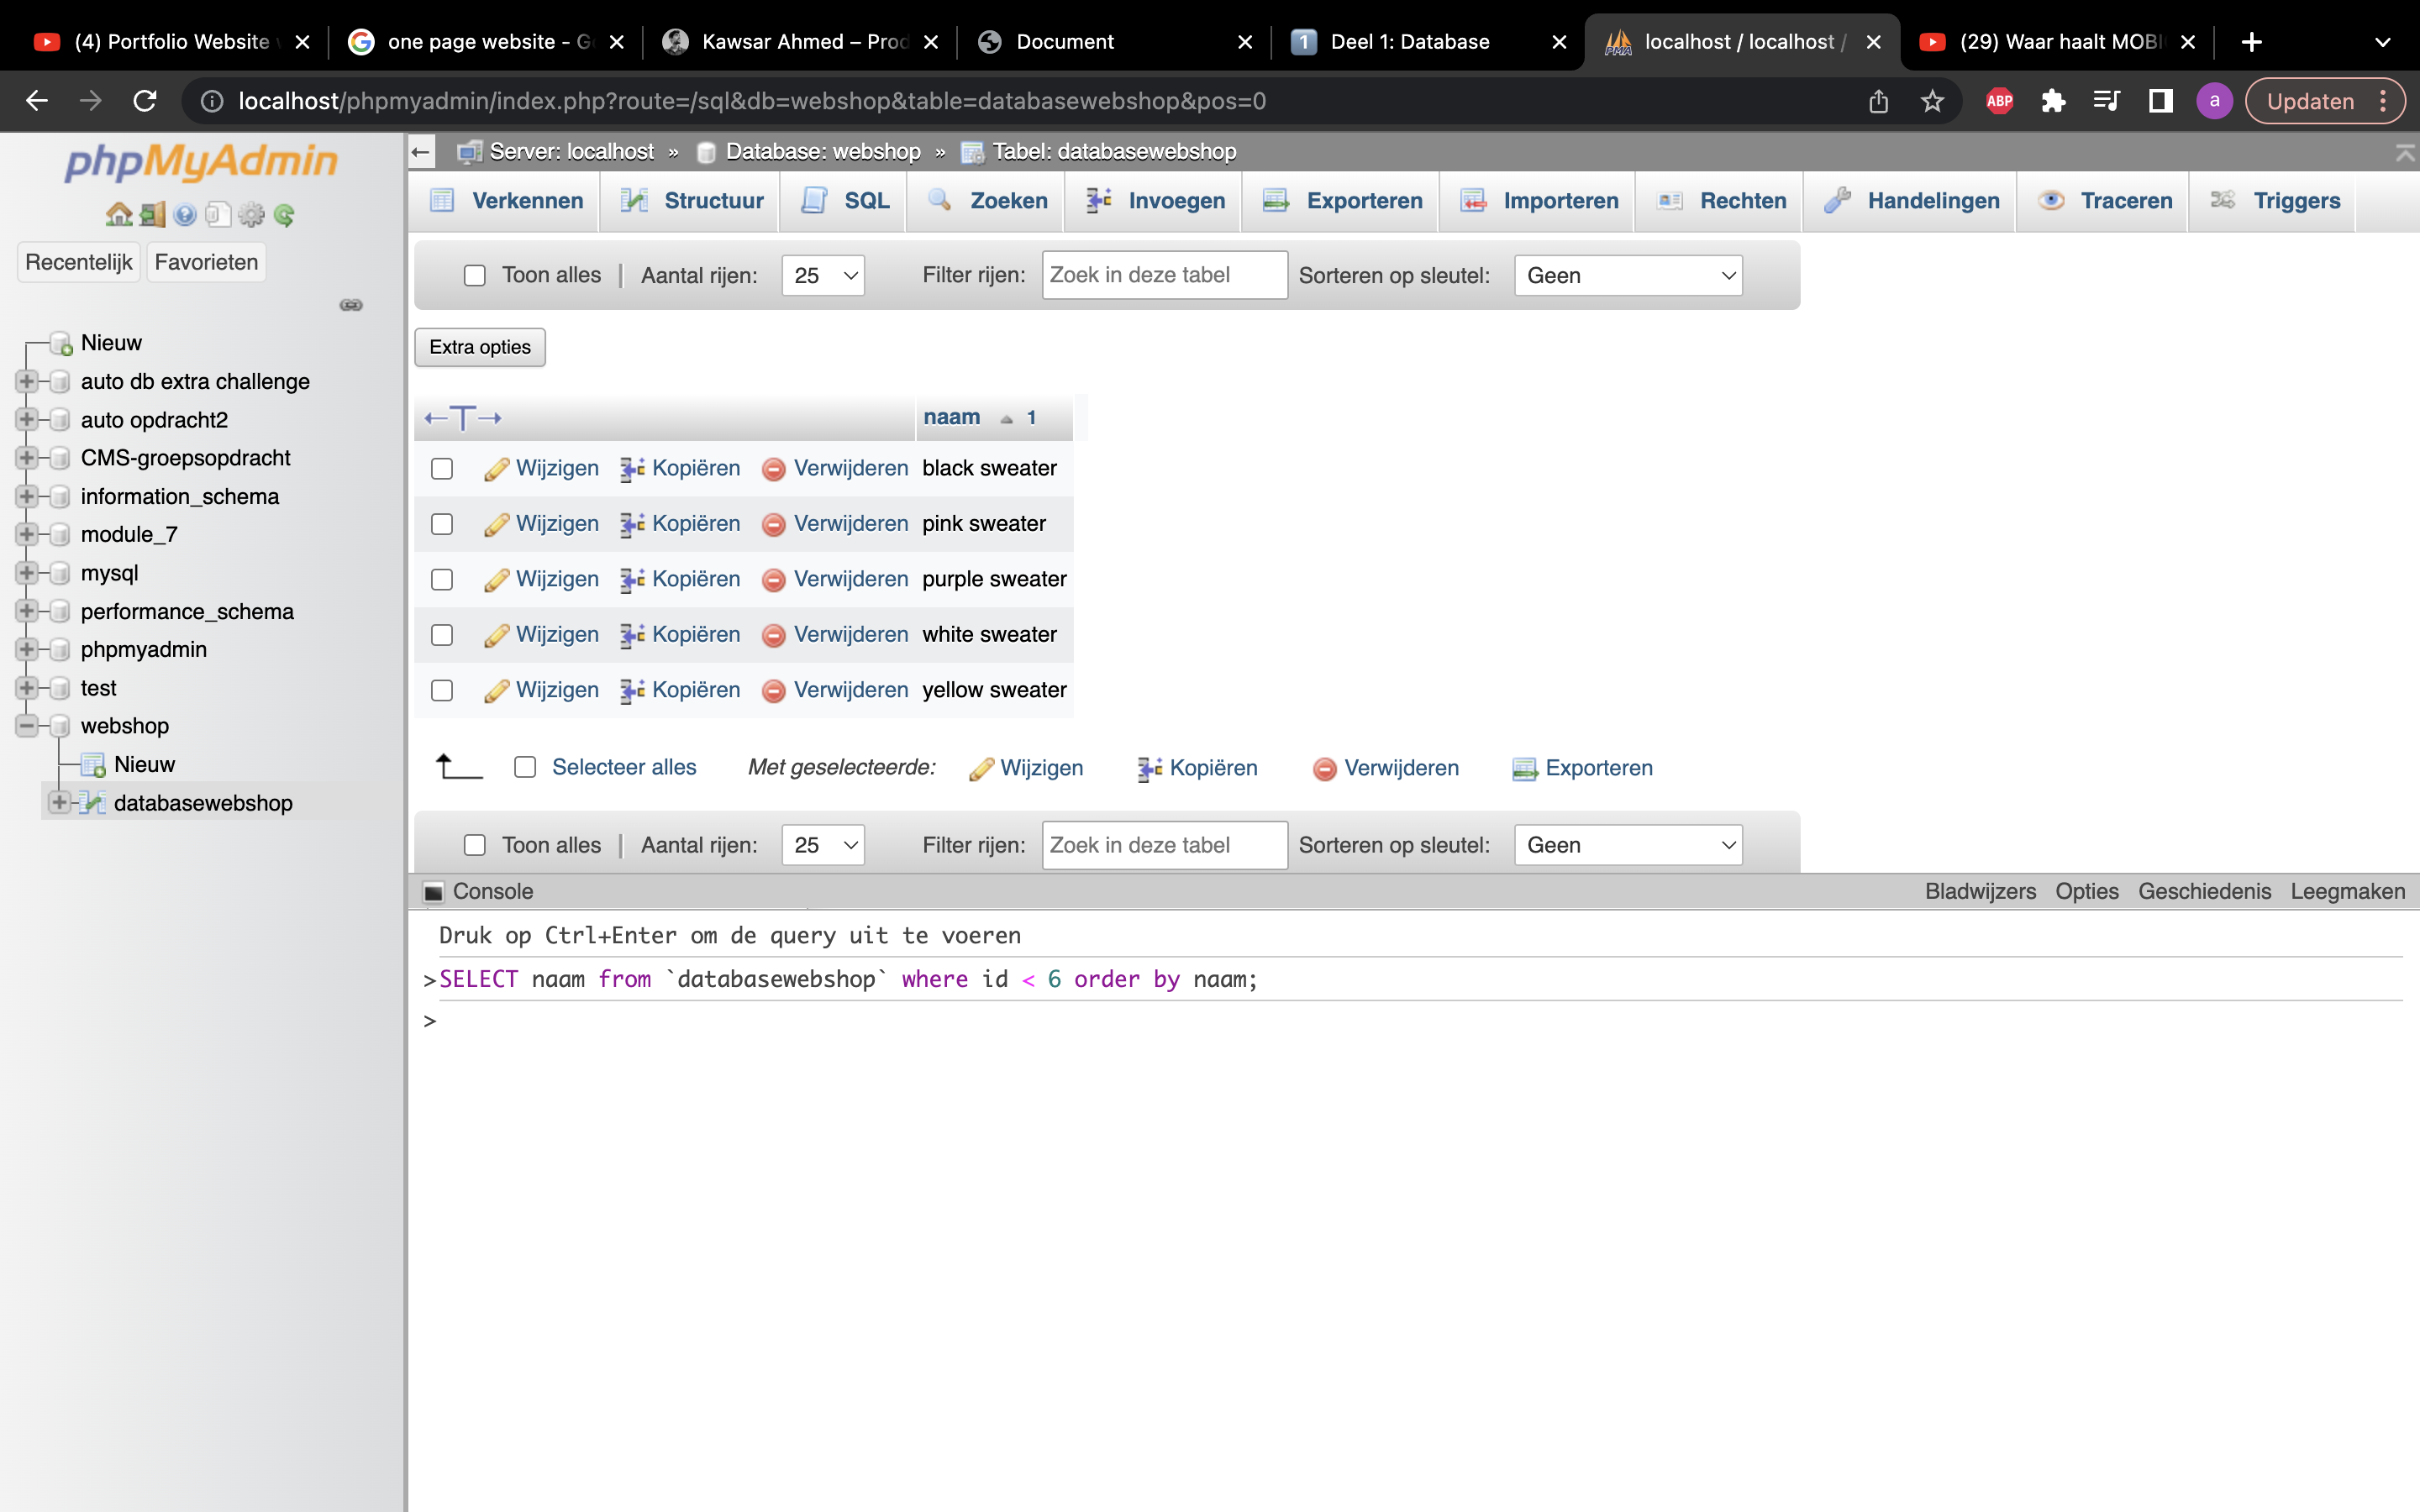 (4) Portfolio Website
one page website - G
Kawsar Ahmed – Prod
Document
1 Deel 1: Database
localhost / localhost /
(29) Waar haalt MOBI
localhost/phpmyadmin/index.php?route=/sql&db=webshop&table=databasewebshop&pos=0
ABP
a
Updaten
phpMyAdmin
Recentelijk
Favorieten
Nieuw
auto db extra challenge
auto opdracht2
CMS-groepsopdracht
information_schema
module_7
mysql
performance_schema
phpmyadmin
test
webshop
Nieuw
databasewebshop
Server: localhost » Database: webshop » Tabel: databasewebshop
Verkennen Structuur SQL Zoeken Invoegen Exporteren Importeren Rechten Handelingen Traceren Triggers
Toon alles | Aantal rijen: 25 Filter rijen: Zoek in deze tabel Sorteren op sleutel: Geen
Extra opties
←T→ naam 1
Wijzigen Kopiëren Verwijderen black sweater
Wijzigen Kopiëren Verwijderen pink sweater
Wijzigen Kopiëren Verwijderen purple sweater
Wijzigen Kopiëren Verwijderen white sweater
Wijzigen Kopiëren Verwijderen yellow sweater
Selecteer alles Met geselecteerde: Wijzigen Kopiëren Verwijderen Exporteren
Toon alles | Aantal rijen: 25 Filter rijen: Zoek in deze tabel Sorteren op sleutel: Geen
Console Bladwijzers Opties Geschiedenis Leegmaken
Druk op Ctrl+Enter om de query uit te voeren
>SELECT naam from `databasewebshop` where id < 6 order by naam;
>